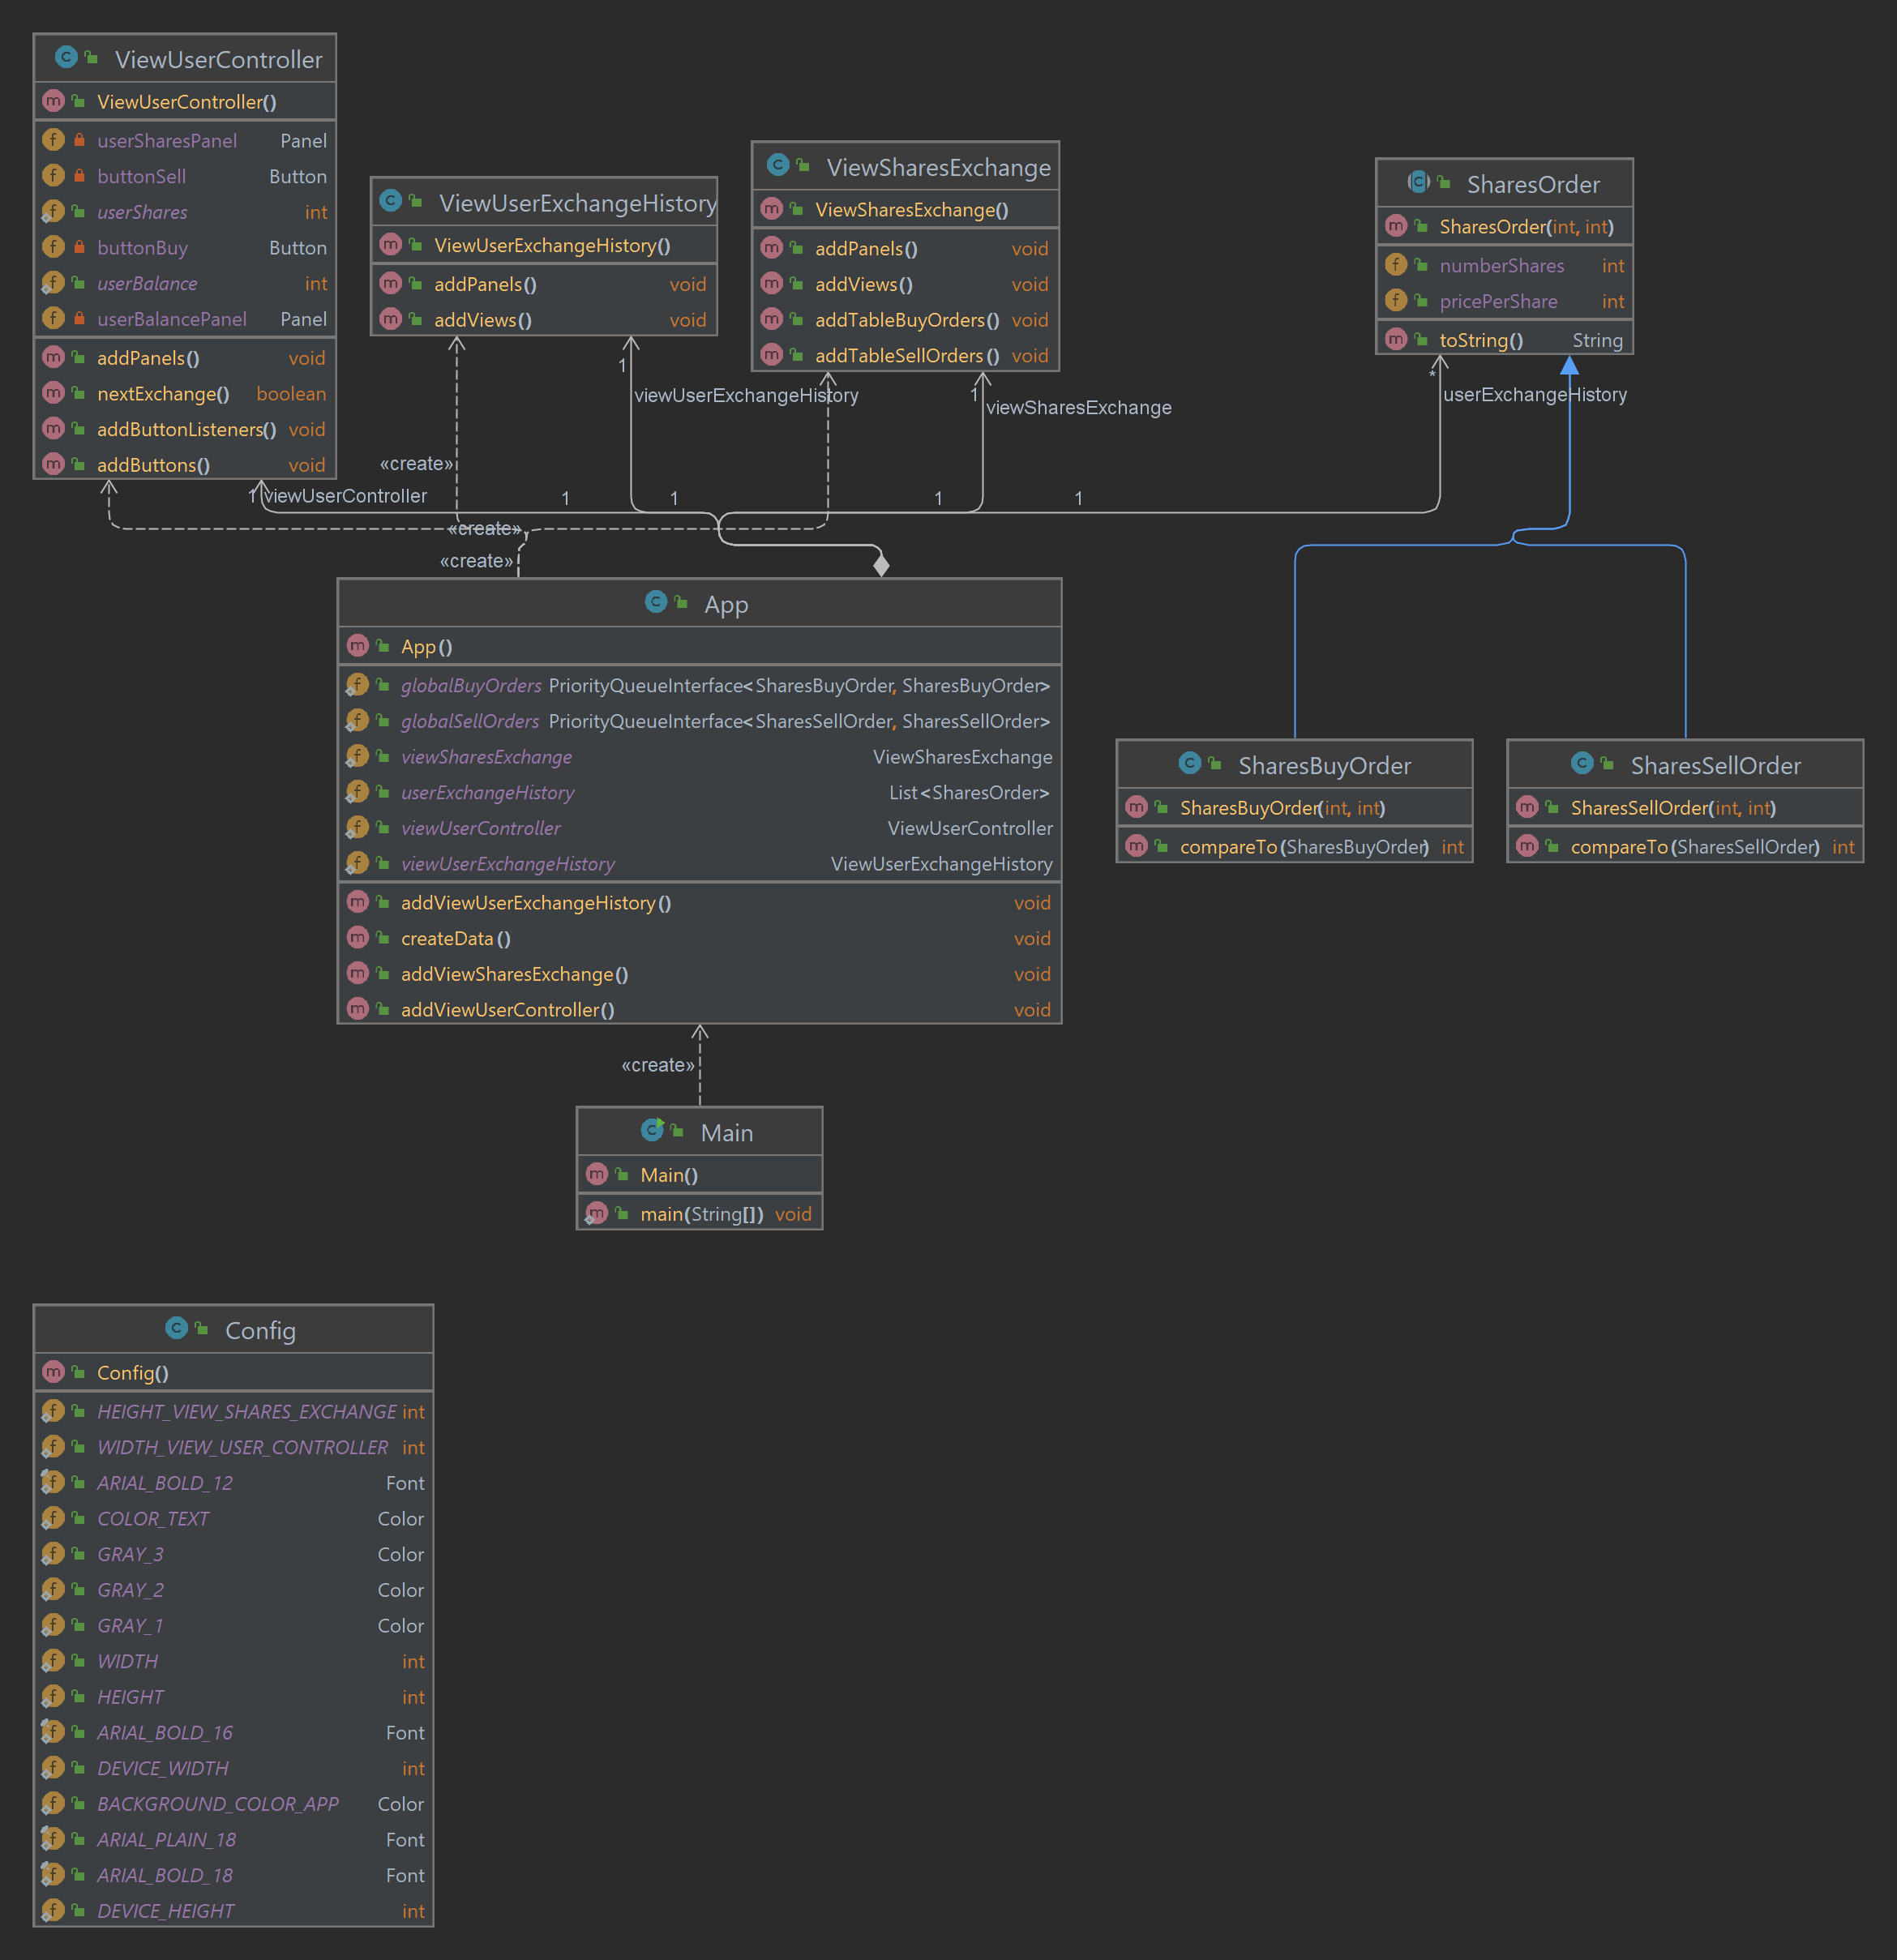 ViewUserController
ViewUserController()
userSharesPanel Panel
buttonSell Button
userShares int
buttonBuy Button
userBalance int
userBalancePanel Panel
addPanels() void
nextExchange() boolean
addButtonListeners() void
addButtons() void
ViewUserExchangeHistory
ViewUserExchangeHistory()
addPanels() void
addViews() void
ViewSharesExchange
ViewSharesExchange()
addPanels() void
addViews() void
addTableBuyOrders() void
addTableSellOrders() void
SharesOrder
SharesOrder(int, int)
numberShares int
pricePerShare int
toString() String
1
viewUserExchangeHistory
1
viewSharesExchange
*
userExchangeHistory
«create»
1 viewUserController
1
1
1
1
«create»
«create»
App
App()
globalBuyOrders PriorityQueueInterface<SharesBuyOrder, SharesBuyOrder>
globalSellOrders PriorityQueueInterface<SharesSellOrder, SharesSellOrder>
viewSharesExchange ViewSharesExchange
userExchangeHistory List<SharesOrder>
viewUserController ViewUserController
viewUserExchangeHistory ViewUserExchangeHistory
addViewUserExchangeHistory() void
createData() void
addViewSharesExchange() void
addViewUserController() void
SharesBuyOrder
SharesBuyOrder(int, int)
compareTo(SharesBuyOrder) int
SharesSellOrder
SharesSellOrder(int, int)
compareTo(SharesSellOrder) int
«create»
Main
Main()
main(String[]) void
Config
Config()
HEIGHT_VIEW_SHARES_EXCHANGE int
WIDTH_VIEW_USER_CONTROLLER int
ARIAL_BOLD_12 Font
COLOR_TEXT Color
GRAY_3 Color
GRAY_2 Color
GRAY_1 Color
WIDTH int
HEIGHT int
ARIAL_BOLD_16 Font
DEVICE_WIDTH int
BACKGROUND_COLOR_APP Color
ARIAL_PLAIN_18 Font
ARIAL_BOLD_18 Font
DEVICE_HEIGHT int